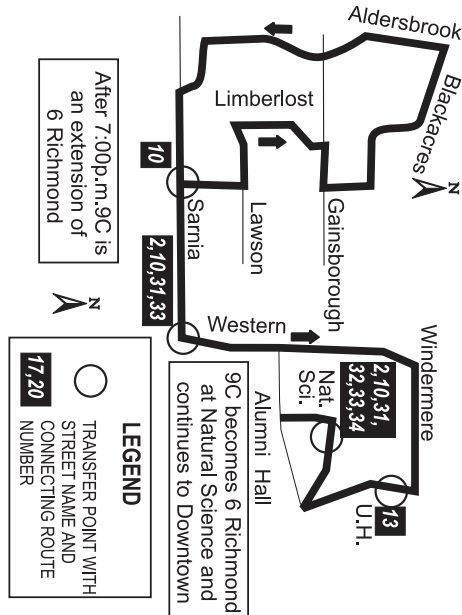 Aldersbrook
Blackacres
N
Limberlost
Gainsborough
Lawson
Sarnia
10
After 7:00p.m.9C is
an extension of
6 Richmond
2,10,31,33
N
Western
Windermere
2,10,31,
32,33,34
Nat.
Sci.
13
U.H.
Alumni Hall
9C becomes 6 Richmond
at Natural Science and
continues to Downtown
LEGEND
TRANSFER POINT WITH
STREET NAME AND
CONNECTING ROUTE
NUMBER
17,20